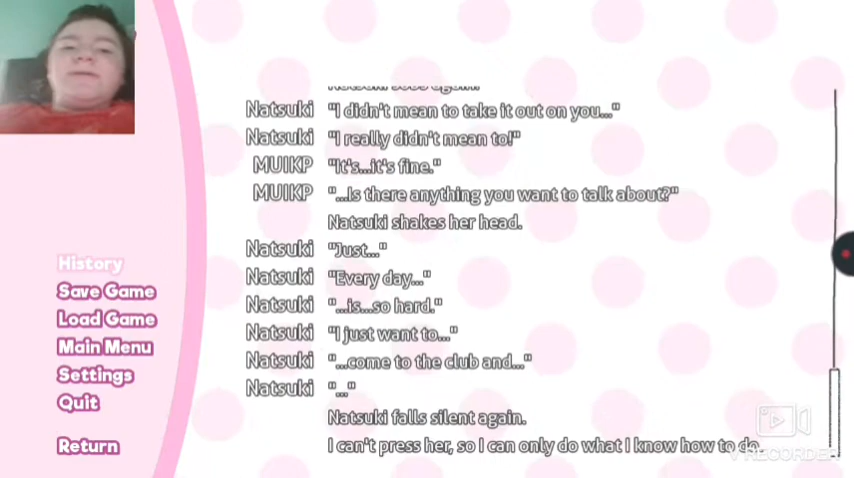 Natsuki sobs again.
Natsuki "I didn't mean to take it out on you..."
Natsuki "I really didn't mean to!"
MUIKP "It's...it's fine."
MUIKP "...Is there anything you want to talk about?"
Natsuki shakes her head.
Natsuki "Just..."
Natsuki "Every day..."
Natsuki "...is...so hard."
Natsuki "I just want to..."
Natsuki "...come to the club and..."
Natsuki "..."
Natsuki falls silent again.
I can't press her, so I can only do what I know how to do.
History
Save Game
Load Game
Main Menu
Settings
Quit
Return
V RECORDER